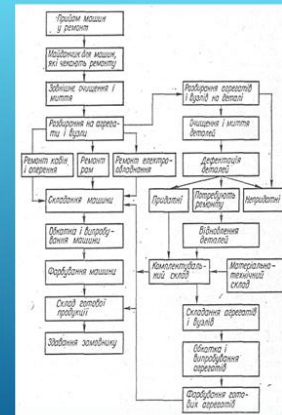 Прийом машин
у ремонт
Майданчик для машин,
які чекають ремонту
Зовнішнє очищення і
миття
Розбирання на агрега-
ти і вузли
Ремонт кабін
і оперення
Ремонт
рам
Ремонт електро-
обладнання
Складання машини
Обкатка і випробу-
вання машини
Фарбування машини
Склад готової
продукції
Здавання замовнику
Розбирання агрегатів
і вузлів на деталі
Очищення і миття
деталей
Дефектація
деталей
Придатні
Потребують
ремонту
Непридатні
Відновлення
деталей
Комплектуваль-
ний склад
Матеріально-
технічний
склад
Складання агрегатів
і вузлів
Обкатка і
випробування
агрегатів
Фарбування гото-
вих агрегатів